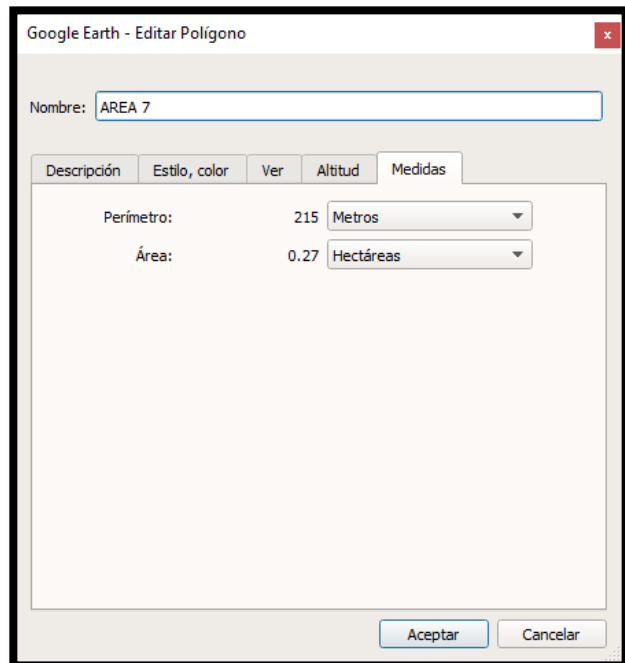 Google Earth - Editar Polígono x
Nombre: AREA 7
Descripción Estilo, color Ver Altitud Medidas
Perímetro: 215 Metros
Área: 0.27 Hectáreas
Aceptar Cancelar